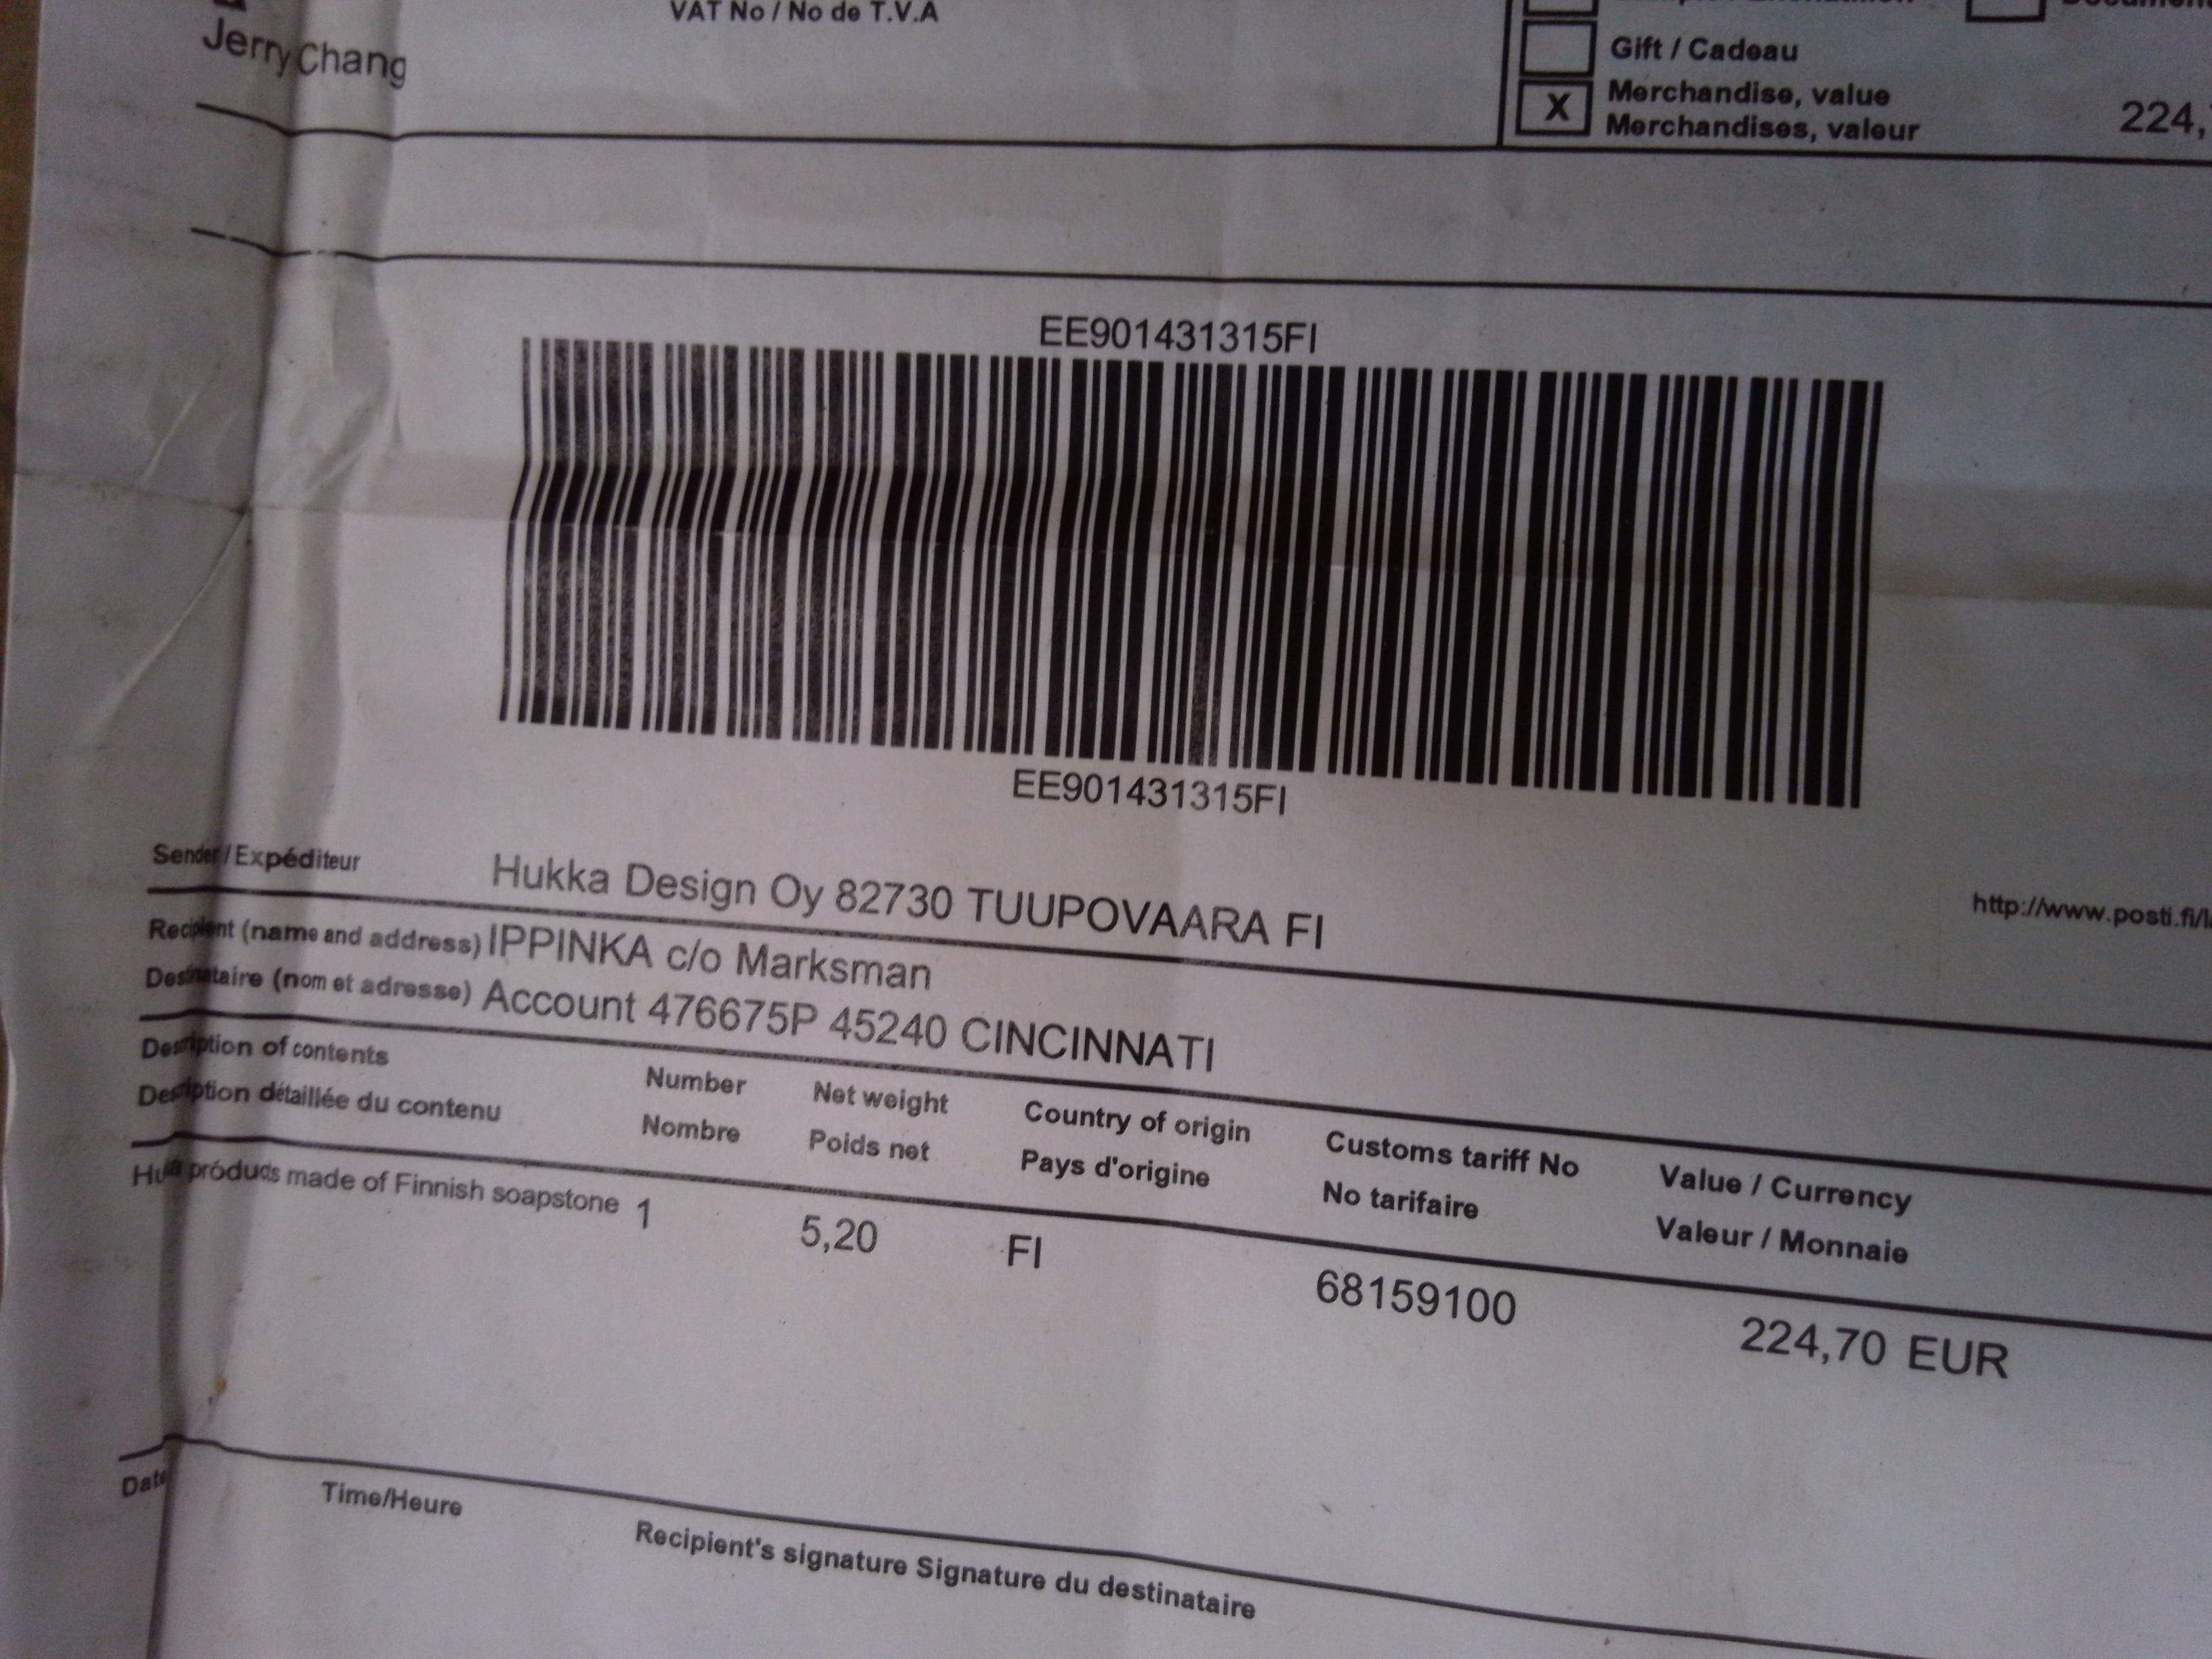 VAT No / No de T.V.A
Jerry Chang
Gift / Cadeau
X Merchandise, value
Merchandises, valeur
224,
EE901431315FI
EE901431315FI
Sender / Expéditeur Hukka Design Oy 82730 TUUPOVAARA FI
http://www.posti.fi/
Recipient (name and address) IPPINKA c/o Marksman
(nom et adresse) Account 476675P 45240 CINCINNATI
of contents
détaillée du contenu
Number
Nombre
Net weight
Poids net
Country of origin
Pays d'origine
Customs tariff No
No tarifaire
Value / Currency
Valeur / Monnaie
made of Finnish soapstone 1 5,20 FI 68159100 224,70 EUR
Date
Time/Heure
Recipient's signature Signature du destinataire